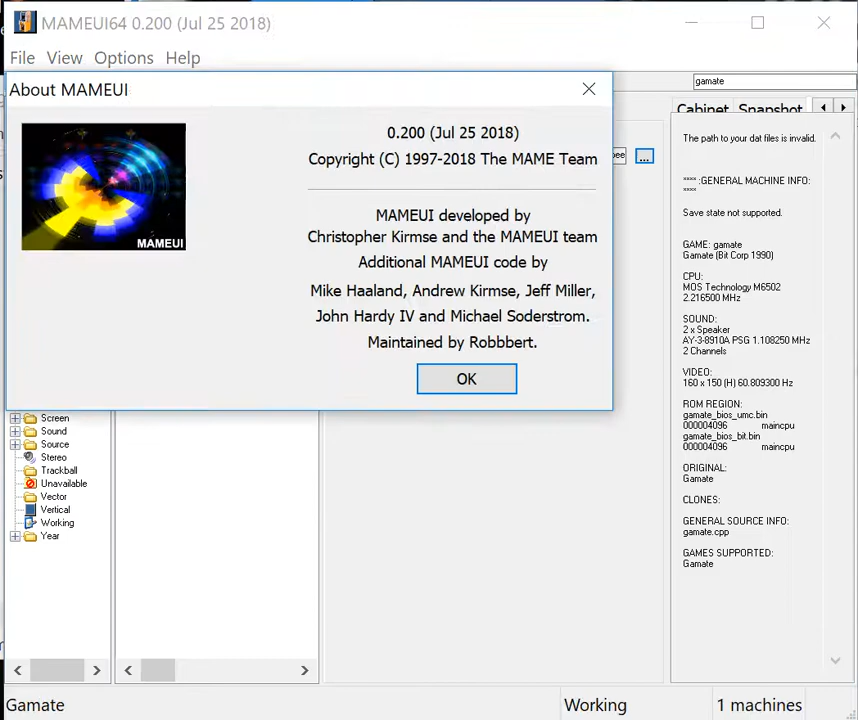 MAMEUI64 0.200 (Jul 25 2018)
File View Options Help
About MAMEUI
gamate
Cabinet Snapshot
MAMEUI
0.200 (Jul 25 2018)
Copyright (C) 1997-2018 The MAME Team
MAMEUI developed by
Christopher Kirmse and the MAMEUI team
Additional MAMEUI code by
Mike Haaland, Andrew Kirmse, Jeff Miller,
John Hardy IV and Michael Soderstrom.
Maintained by Robbbert.
OK
...
Screen
Sound
Source
Stereo
Trackball
Unavailable
Vector
Vertical
Working
Year
The path to your dat files is invalid.
**** :GENERAL MACHINE INFO:
****
Save state not supported.
GAME: gamate
Gamate (Bit Corp 1990)
CPU:
MOS Technology M6502
2.216500 MHz
SOUND:
2 x Speaker
AY-3-8910A PSG 1.108250 MHz
2 Channels
VIDEO:
160 x 150 (H) 60.809300 Hz
ROM REGION:
gamate_bios_umc.bin
000004096 maincpu
gamate_bios_bit.bin
000004096 maincpu
ORIGINAL:
Gamate
CLONES:
GENERAL SOURCE INFO:
gamate.cpp
GAMES SUPPORTED:
Gamate
Gamate
Working
1 machines